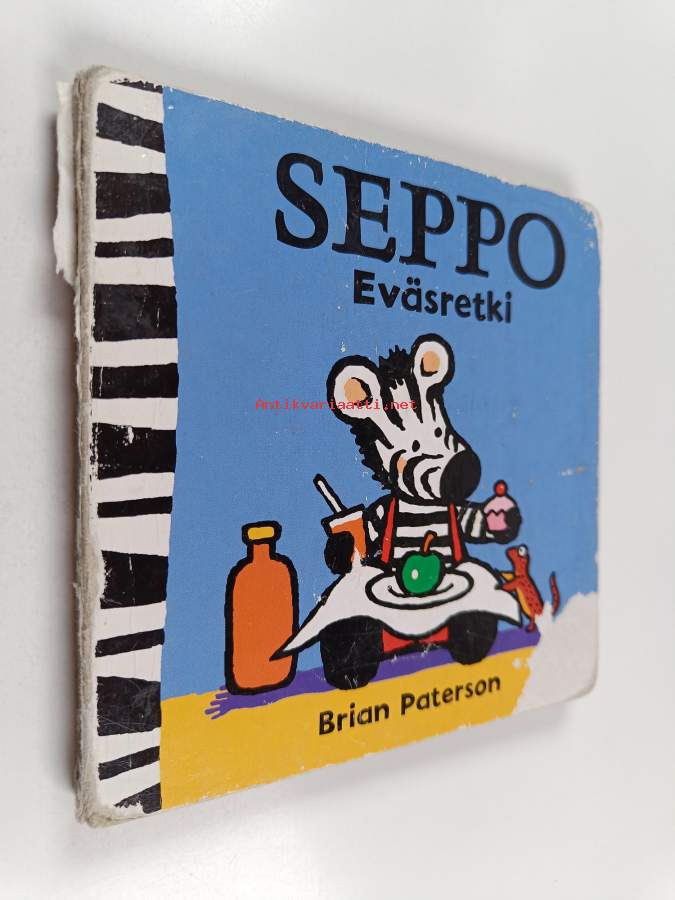 SEPPO
Eväsretki
Antikvariaatti.net
Brian Paterson